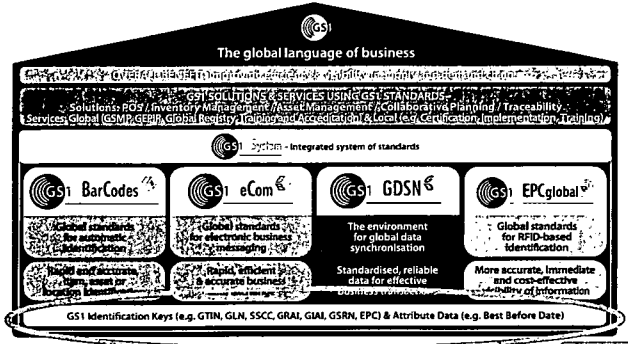 GS1
The global language of business
GS1 SOLUTIONS & SERVICES USING GS1 STANDARDS
Solutions: POS / Inventory Management / Asset Management / Collaborative Planning / Traceability
Services: Global (GSMP, GEPIR, Global Registry, Training and Accreditation) & Local (e.g. Certification, Implementation, Training)
GS1 System - Integrated system of standards
GS1 BarCodes
Global standards
for automatic
identification
Rapid and accurate
item, asset or
location identification
GS1 eCom
Global standards
for electronic business
messaging
Rapid, efficient
& accurate business
GS1 GDSN
The environment
for global data
synchronisation
Standardised, reliable
data for effective
business
GS1 EPCglobal
Global standards
for RFID-based
identification
More accurate, immediate
and cost-effective
visibility of information
GS1 Identification Keys (e.g. GTIN, GLN, SSCC, GRAI, GIAI, GSRN, EPC) & Attribute Data (e.g. Best Before Date)